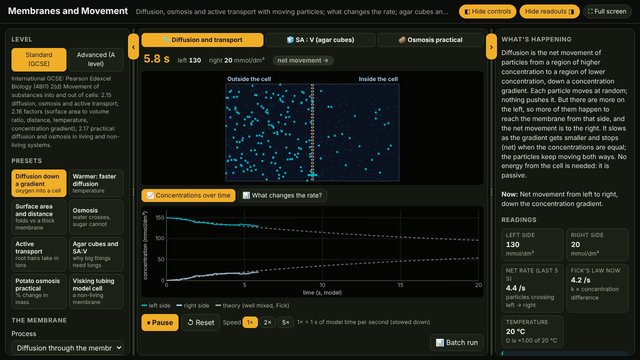 Membranes and Movement
Diffusion, osmosis and active transport with moving particles; what changes the rate; agar cubes an...
Hide controls
Hide readouts
Full screen
LEVEL
Standard (GCSE)
Advanced (A level)
International GCSE: Pearson Edexcel
Biology (4BI1) 2(d) Movement of
substances into and out of cells: 2.15
diffusion, osmosis and active transport;
2.16 factors (surface area to
volume ratio, distance, temperature,
concentration gradient). 2.17 practical:
diffusion and osmosis in living and non-
living systems.
PRESETS
Diffusion down a gradient
oxygen into a cell
Warmer: faster diffusion
temperature
Surface area and distance
folds vs a thick membrane
Osmosis
water crosses, sugar cannot
Active transport
root hairs take in ions
Agar cubes and SA:V
why big things need lungs
Potato osmosis practical
% change in mass
Visking tubing model cell
a non-living membrane
THE MEMBRANE
Process
Diffusion through the membr
Diffusion and transport
SA : V (agar cubes)
Osmosis practical
5.8 s left 130 right 20 mmol/dm³ net movement →
Outside the cell
Inside the cell
Concentrations over time
What changes the rate?
concentration (mmol/dm³)
150
100
50
0
0 5 10 15 20
time (s, model)
left side right side theory (well mixed, Fick)
Pause
Reset
Speed 1× 2× 5× 1× = 1 s of model time per second (slowed down)
Batch run
WHAT'S HAPPENING
Diffusion is the net movement of
particles from a region of higher
concentration to a region of lower
concentration, down a concentration
gradient. Each particle moves at random;
nothing pushes it. But there are more on
the left, so more of them happen to
reach the membrane from that side, and
the net movement is to the right. It slows
as the gradient gets smaller and stops
(net) when the concentrations are equal;
the particles keep moving both ways. No
energy from the cell is needed: it is
passive.
Now: Net movement from left to right,
down the concentration gradient.
READINGS
LEFT SIDE
130
mmol/dm³
RIGHT SIDE
20
mmol/dm³
NET RATE (LAST 5 S)
4.4 /s
particles crossing left → right
FICK'S LAW NOW
4.2 /s
k × concentration difference
TEMPERATURE
20 °C
D is ×1.00 of 20 °C